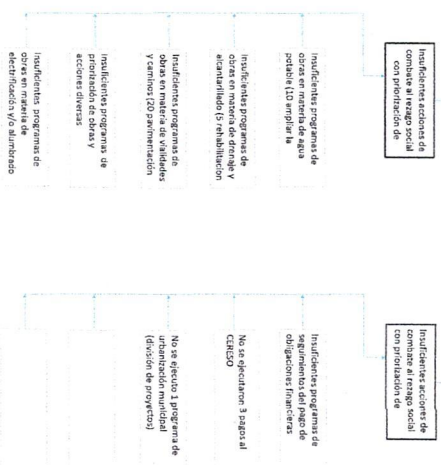 Insuficientes acciones de
combate al rezago social
con priorización de
Insuficientes programas de
obras en materia de agua
potable (10 ampliar la
Insuficientes programas de
obras en materia de drenaje y
alcantarillado (5 rehabilitacion
Insuficientes programas de
obras en materia de vialidades
y caminos (20 pavimentación
Insuficientes programas de
priorización de obras y
acciones diversas
Insuficientes programas de
obras en materia de
electrificación y/o alumbrado
Insuficientes acciones de
combate al rezago social
con priorización de
Insuficientes programas de
seguimientos del pago de
obligaciones financieras
No se ejecutaron 3 pagos al
CERESO
No se ejecuto 1 programa de
urbanización municipal
(división de proyectos)